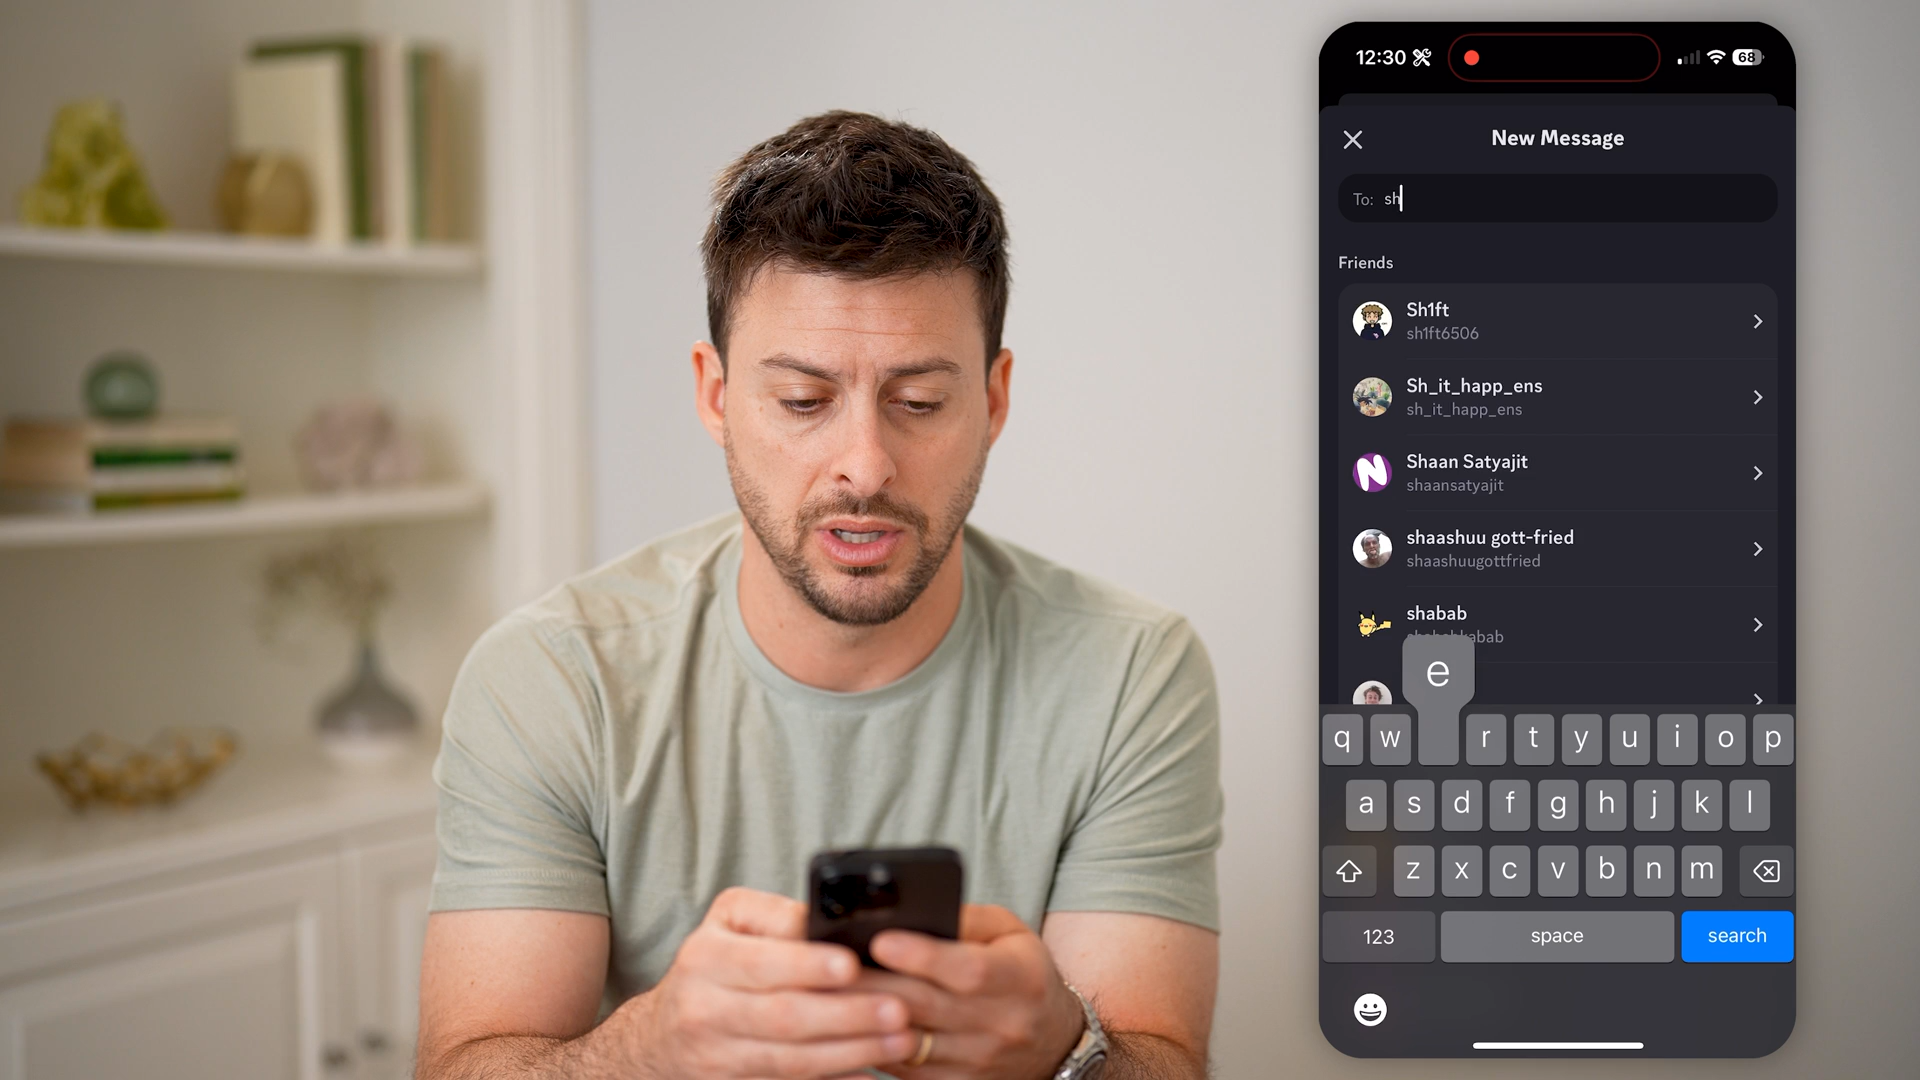 12:30
68
New Message
To: sh
Friends
Sh1ft
sh1ft6506
Sh_it_happ_ens
sh_it_happ_ens
Shaan Satyajit
shaansatyajit
shaashuu gott-fried
shaashuugottfried
shabab
e
q w r t y u i o p
a s d f g h j k l
z x c v b n m
123 space search